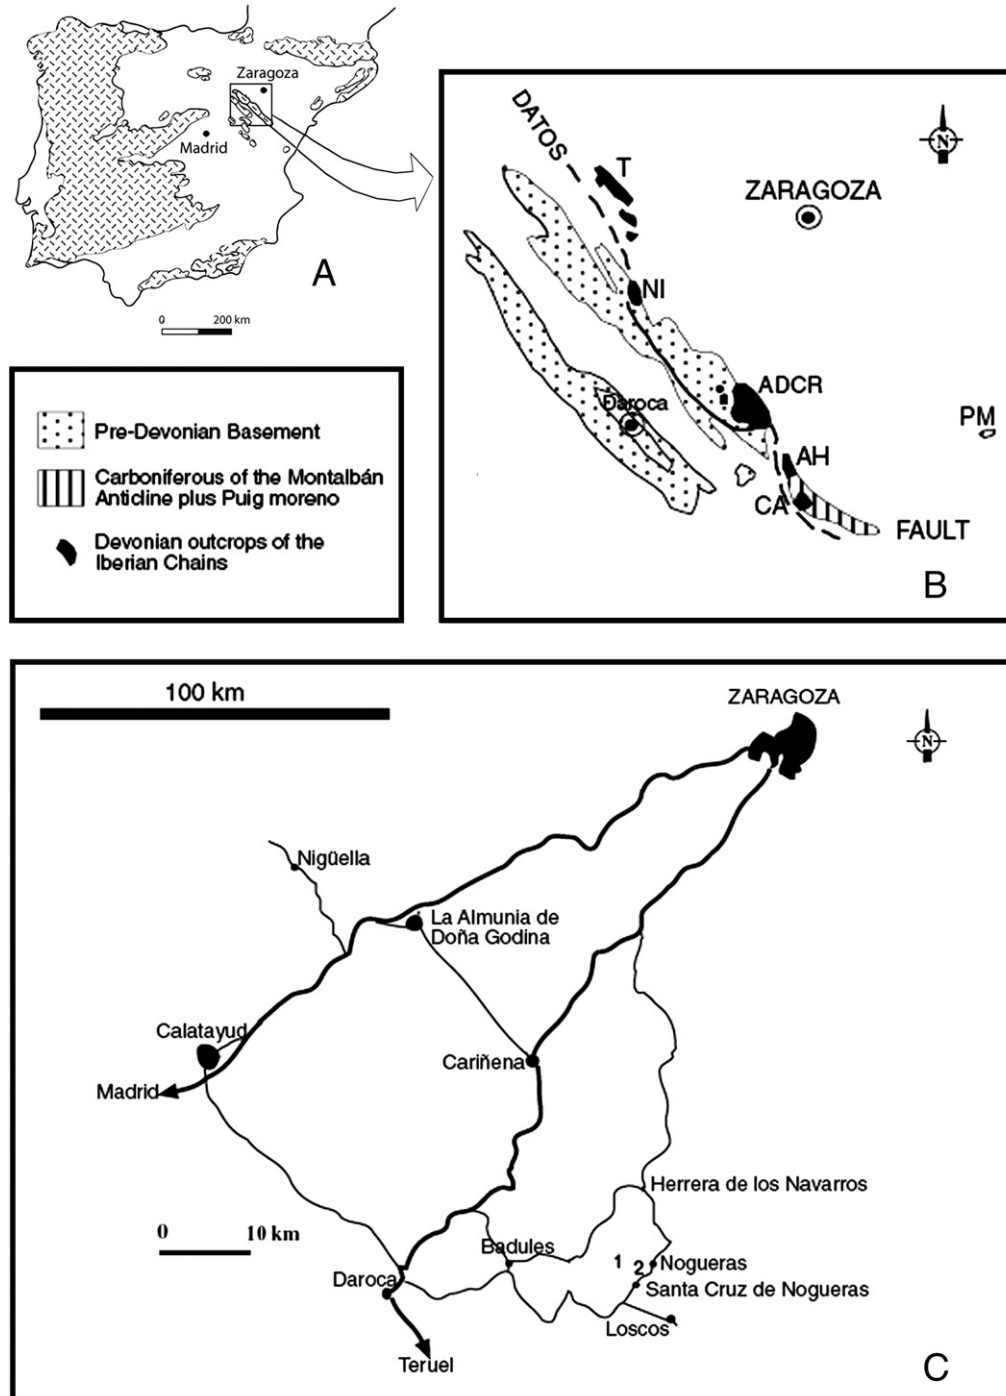 Zaragoza
Madrid
A
0 200 km
Pre-Devonian Basement
Carboniferous of the Montalbán
Anticline plus Puig moreno
Devonian outcrops of the
Iberian Chains
DATOS
T
N
ZARAGOZA
NI
ADCR
Daroca
PM
AH
CA
FAULT
B
100 km
ZARAGOZA
N
Nigüella
La Almunia de
Doña Godina
Calatayud
Cariñena
Madrid
Herrera de los Navarros
0 10 km
Badules
1
2
Nogueras
Daroca
Santa Cruz de Nogueras
Loscos
Teruel
C